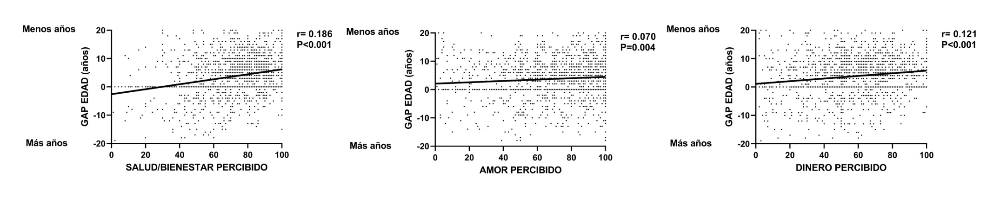 Menos años
20
10
0
-10
-20
Más años
GAP EDAD (años)
0 20 40 60 80 100
SALUD/BIENESTAR PERCIBIDO
r= 0.186
P<0.001
Menos años
20
10
0
-10
-20
Más años
GAP EDAD (años)
0 20 40 60 80 100
AMOR PERCIBIDO
r= 0.070
P=0.004
Menos años
20
10
0
-10
-20
Más años
GAP EDAD (años)
0 20 40 60 80 100
DINERO PERCIBIDO
r= 0.121
P<0.001